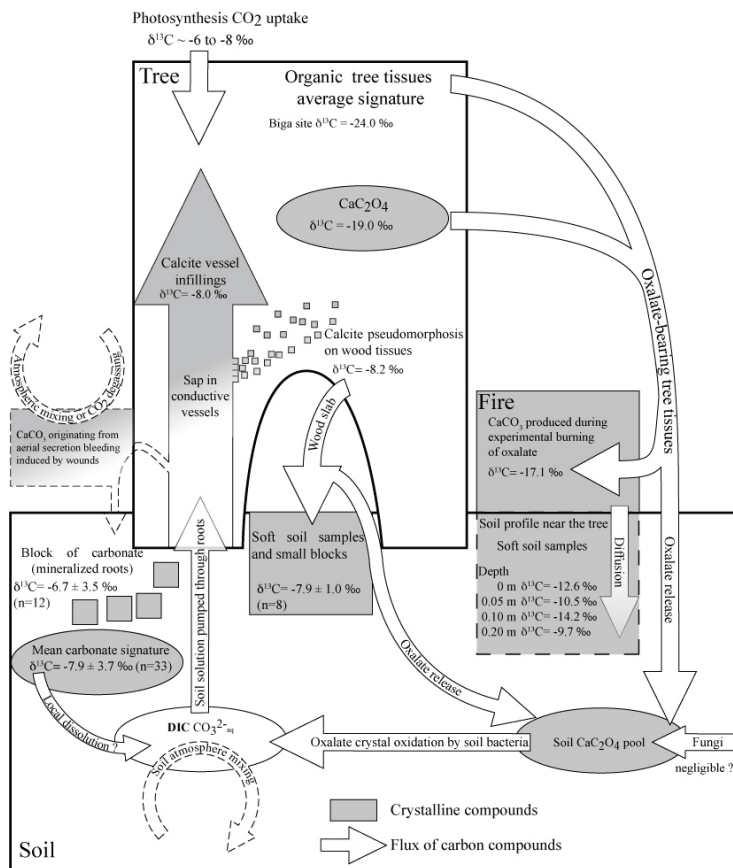 Photosynthesis CO2 uptake
δ¹³C ~ -6 to -8 ‰
Tree
Organic tree tissues
average signature
Biga site δ¹³C = -24.0 ‰
CaC2O4
δ¹³C = -19.0 ‰
Calcite vessel
infillings
δ¹³C= -8.0 ‰
Calcite pseudomorphosis
on wood tissues
δ¹³C= -8.2 ‰
Sap in
conductive
vessels
Wood slab
Atmospheric mixing or CO2 degassing
CaCO3 originating from
aerial secretion bleeding
induced by wounds
Oxalate-bearing tree tissues
Fire
CaCO3 produced during
experimental burning
of oxalate
δ¹³C= -17.1 ‰
Soil profile near the tree
Soft soil samples
Depth
0 m δ¹³C= -12.6 ‰
0.05 m δ¹³C= -10.5 ‰
0.10 m δ¹³C= -14.2 ‰
0.20 m δ¹³C= -9.7 ‰
Diffusion
Oxalate release
Block of carbonate
(mineralized roots)
δ¹³C= -6.7 ± 3.5 ‰
(n=12)
Soft soil samples
and small blocks
δ¹³C= -7.9 ± 1.0 ‰
(n=8)
Mean carbonate signature
δ¹³C= -7.9 ± 3.7 ‰ (n=33)
Soil solution pumped through roots
Oxalate release
Local dissolution ?
DIC CO3²⁻aq
Oxalate crystal oxidation by soil bacteria
Soil CaC2O4 pool
Fungi
negligible ?
Soil atmosphere mixing
Crystalline compounds
Flux of carbon compounds
Soil